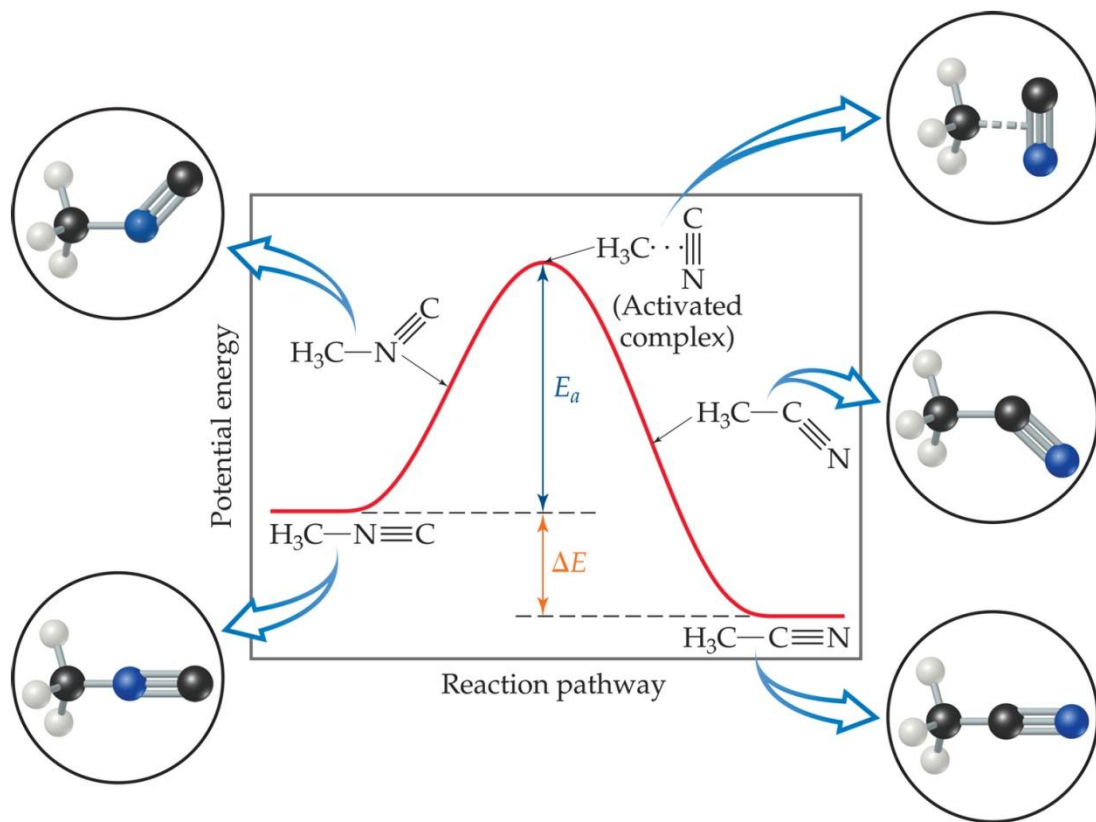 C
H₃C···|||
N
(Activated
complex)
C
H₃C—N
Eₐ
H₃C—C
N
Potential energy
H₃C—N≡C
ΔE
H₃C—C≡N
Reaction pathway